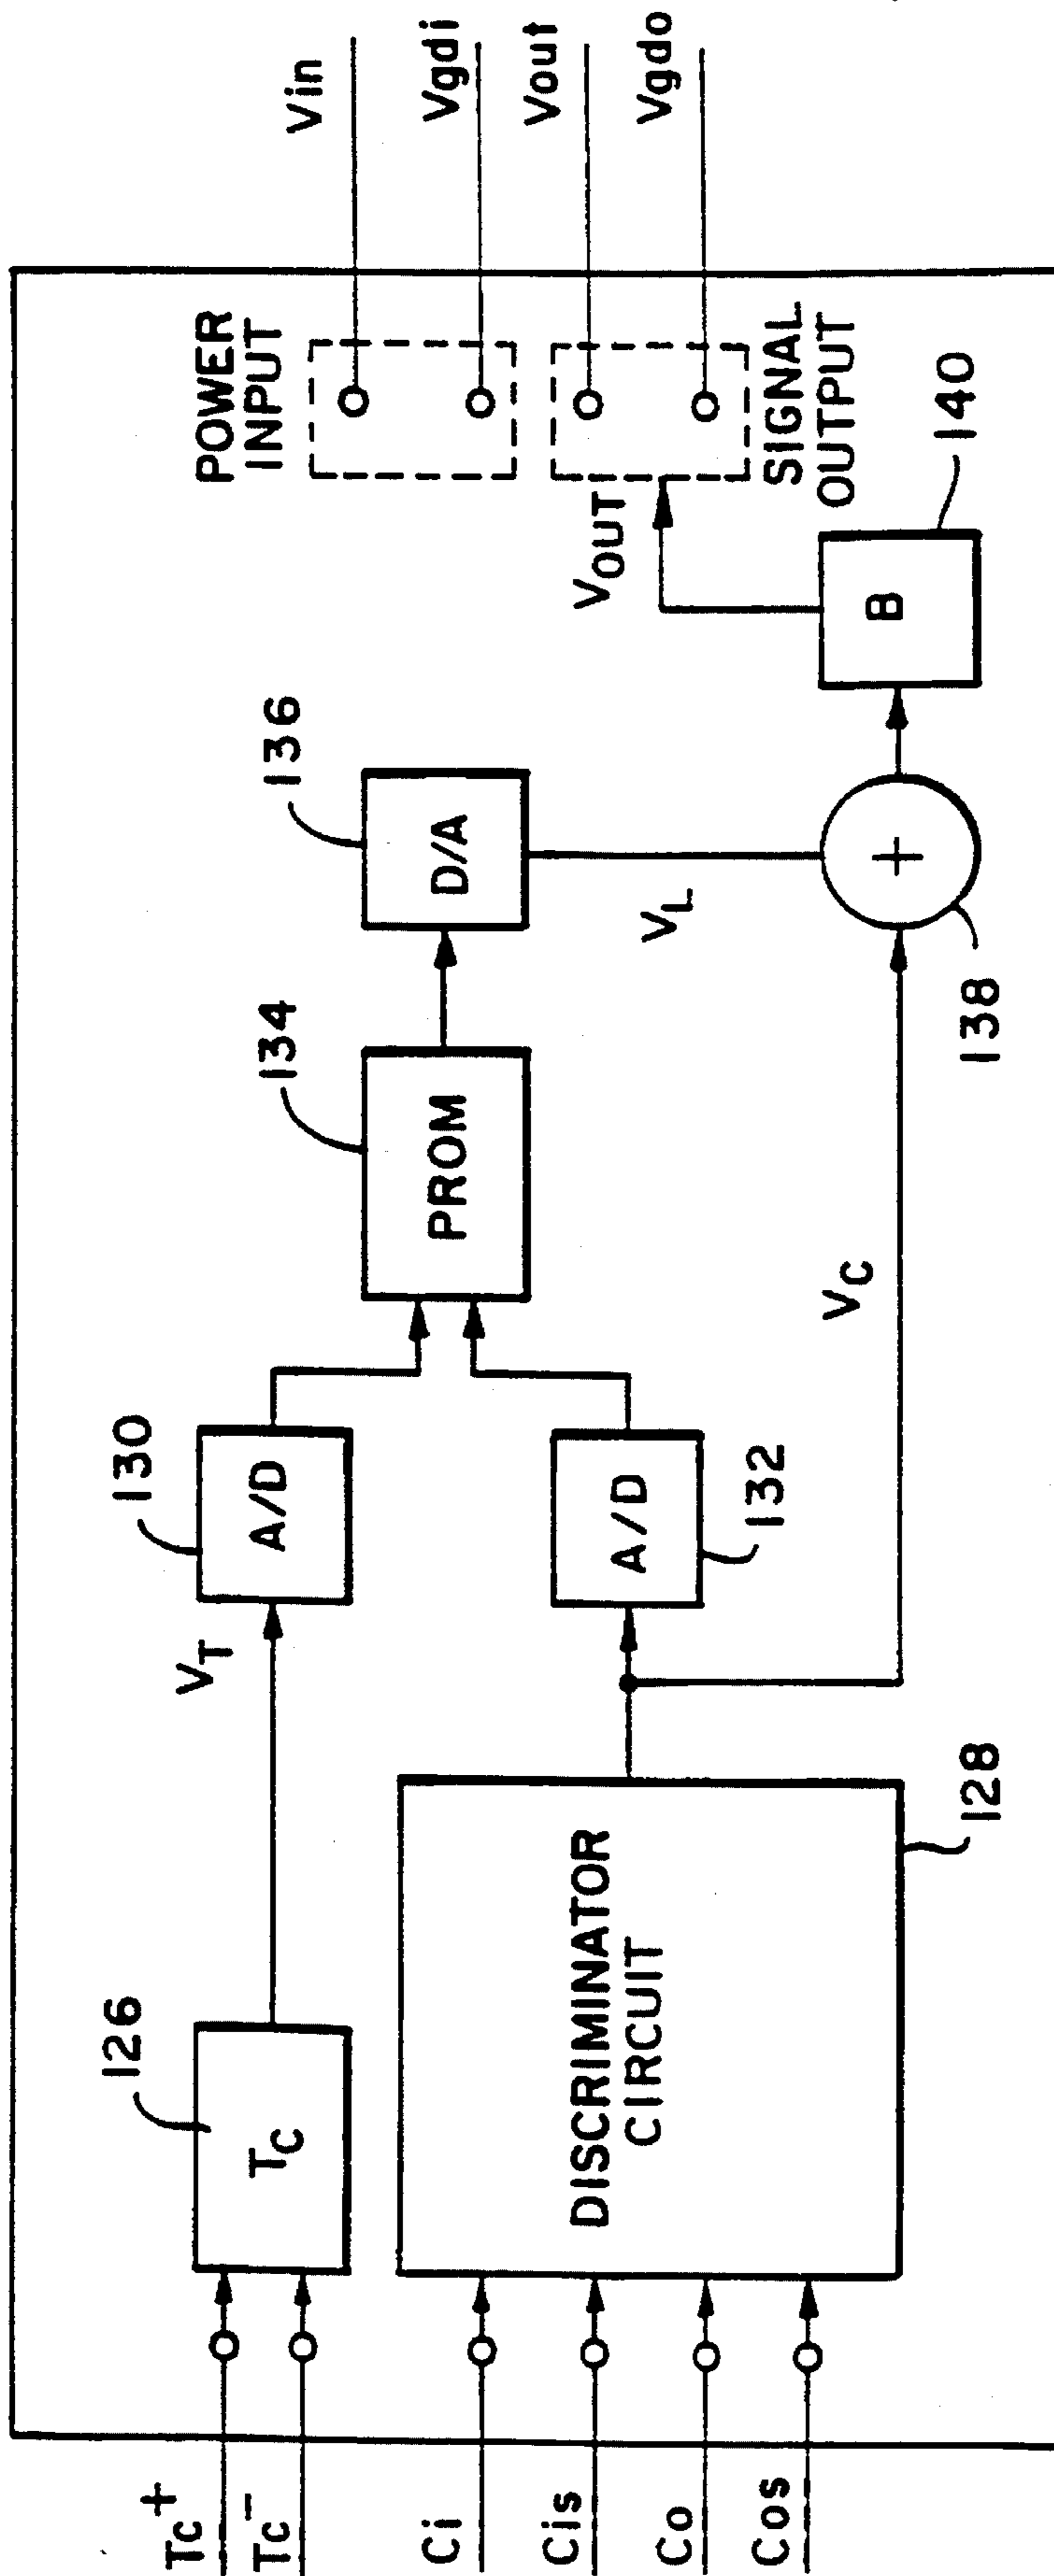 Tc+
Tc-
Ci
Cis
Co
Cos
126
TC
DISCRIMINATOR
CIRCUIT
128
VT
130
A/D
A/D
132
VC
134
PROM
136
D/A
VL
+
138
B
140
VOUT
POWER
INPUT
SIGNAL
OUTPUT
Vin
Vgdi
Vout
Vgdo